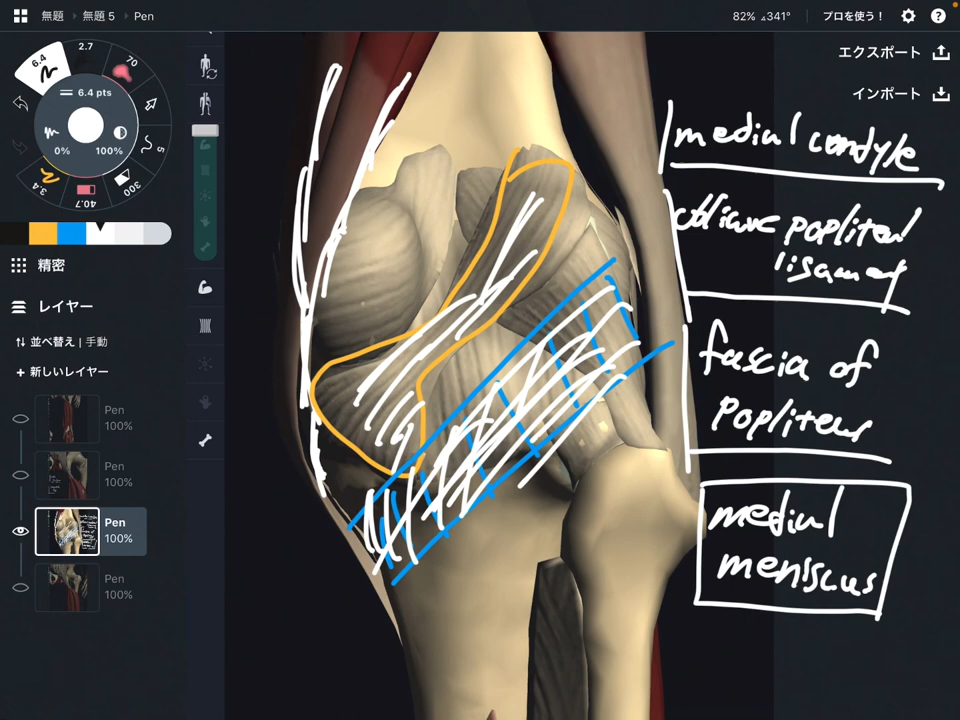 無題 無題 5 Pen
82% ⊿341° プロを使う!
エクスポート
インポート
2.7
6.4
70
6.4 pts
0% 100%
5
3.4
40.7
300
精密
レイヤー
並べ替え | 手動
+ 新しいレイヤー
Pen
100%
Pen
100%
Pen
100%
Pen
100%
medial condyle
popliteal
ligament
fascia of
popliteus
medial
meniscus